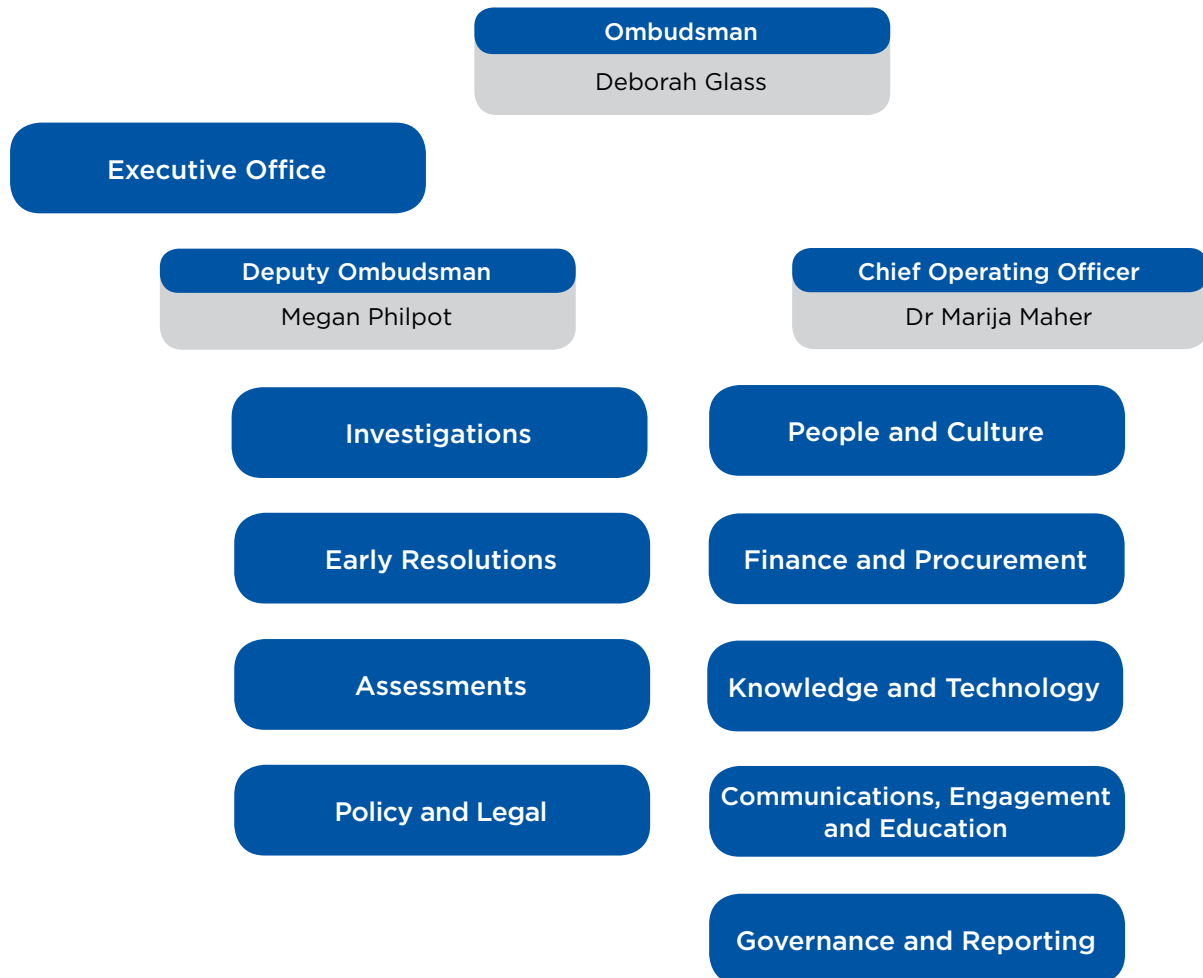 Ombudsman
Deborah Glass
Executive Office
Deputy Ombudsman
Megan Philpot
Chief Operating Officer
Dr Marija Maher
Investigations
Early Resolutions
Assessments
Policy and Legal
People and Culture
Finance and Procurement
Knowledge and Technology
Communications, Engagement
and Education
Governance and Reporting